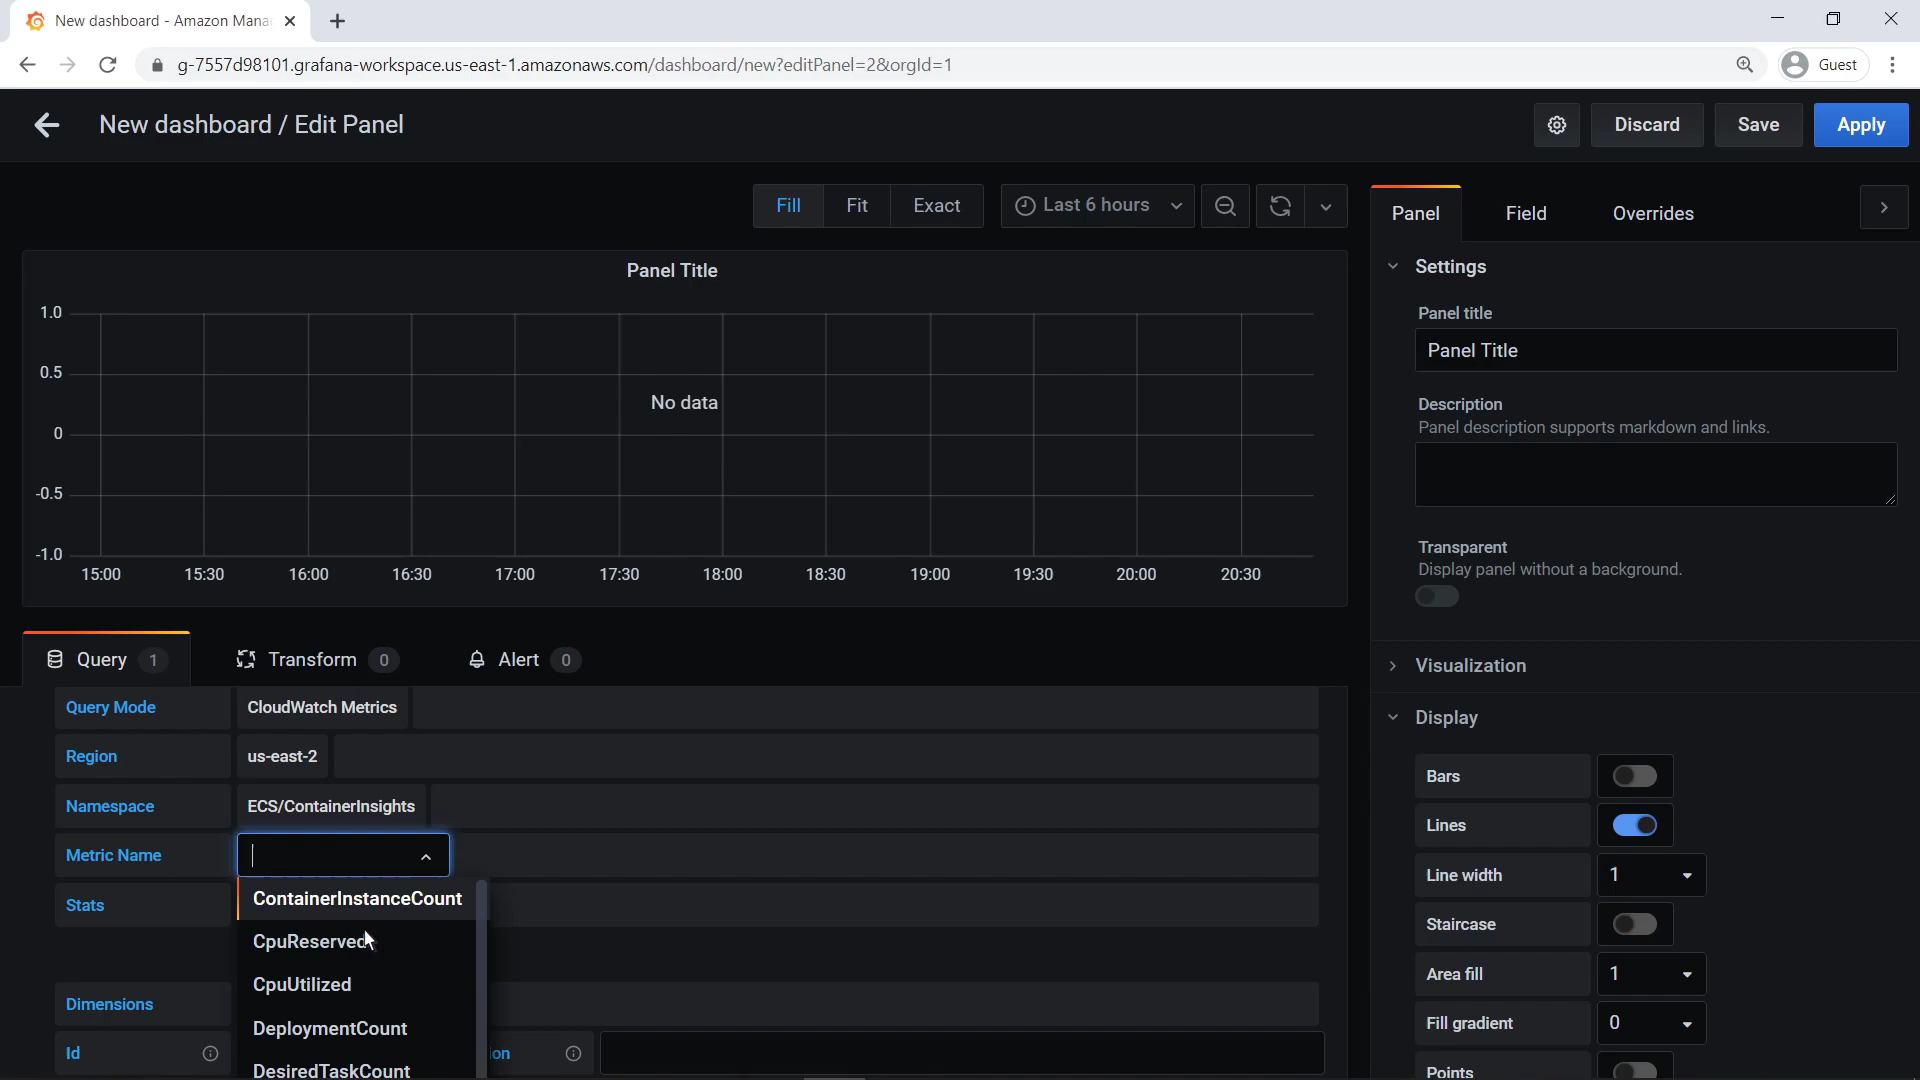 New dashboard - Amazon Mana
g-7557d98101.grafana-workspace.us-east-1.amazonaws.com/dashboard/new?editPanel=2&orgId=1
Guest
New dashboard / Edit Panel
Discard
Save
Apply
Fill
Fit
Exact
Last 6 hours
Panel
Field
Overrides
Panel Title
1.0
0.5
0
-0.5
-1.0
No data
15:00
15:30
16:00
16:30
17:00
17:30
18:00
18:30
19:00
19:30
20:00
20:30
Settings
Panel title
Panel Title
Description
Panel description supports markdown and links.
Transparent
Display panel without a background.
Visualization
Display
Bars
Lines
Line width
1
Staircase
Area fill
1
Fill gradient
0
Points
Query 1
Transform 0
Alert 0
Query Mode
CloudWatch Metrics
Region
us-east-2
Namespace
ECS/ContainerInsights
Metric Name
Stats
ContainerInstanceCount
CpuReserved
CpuUtilized
DeploymentCount
DesiredTaskCount
Dimensions
Id
ion